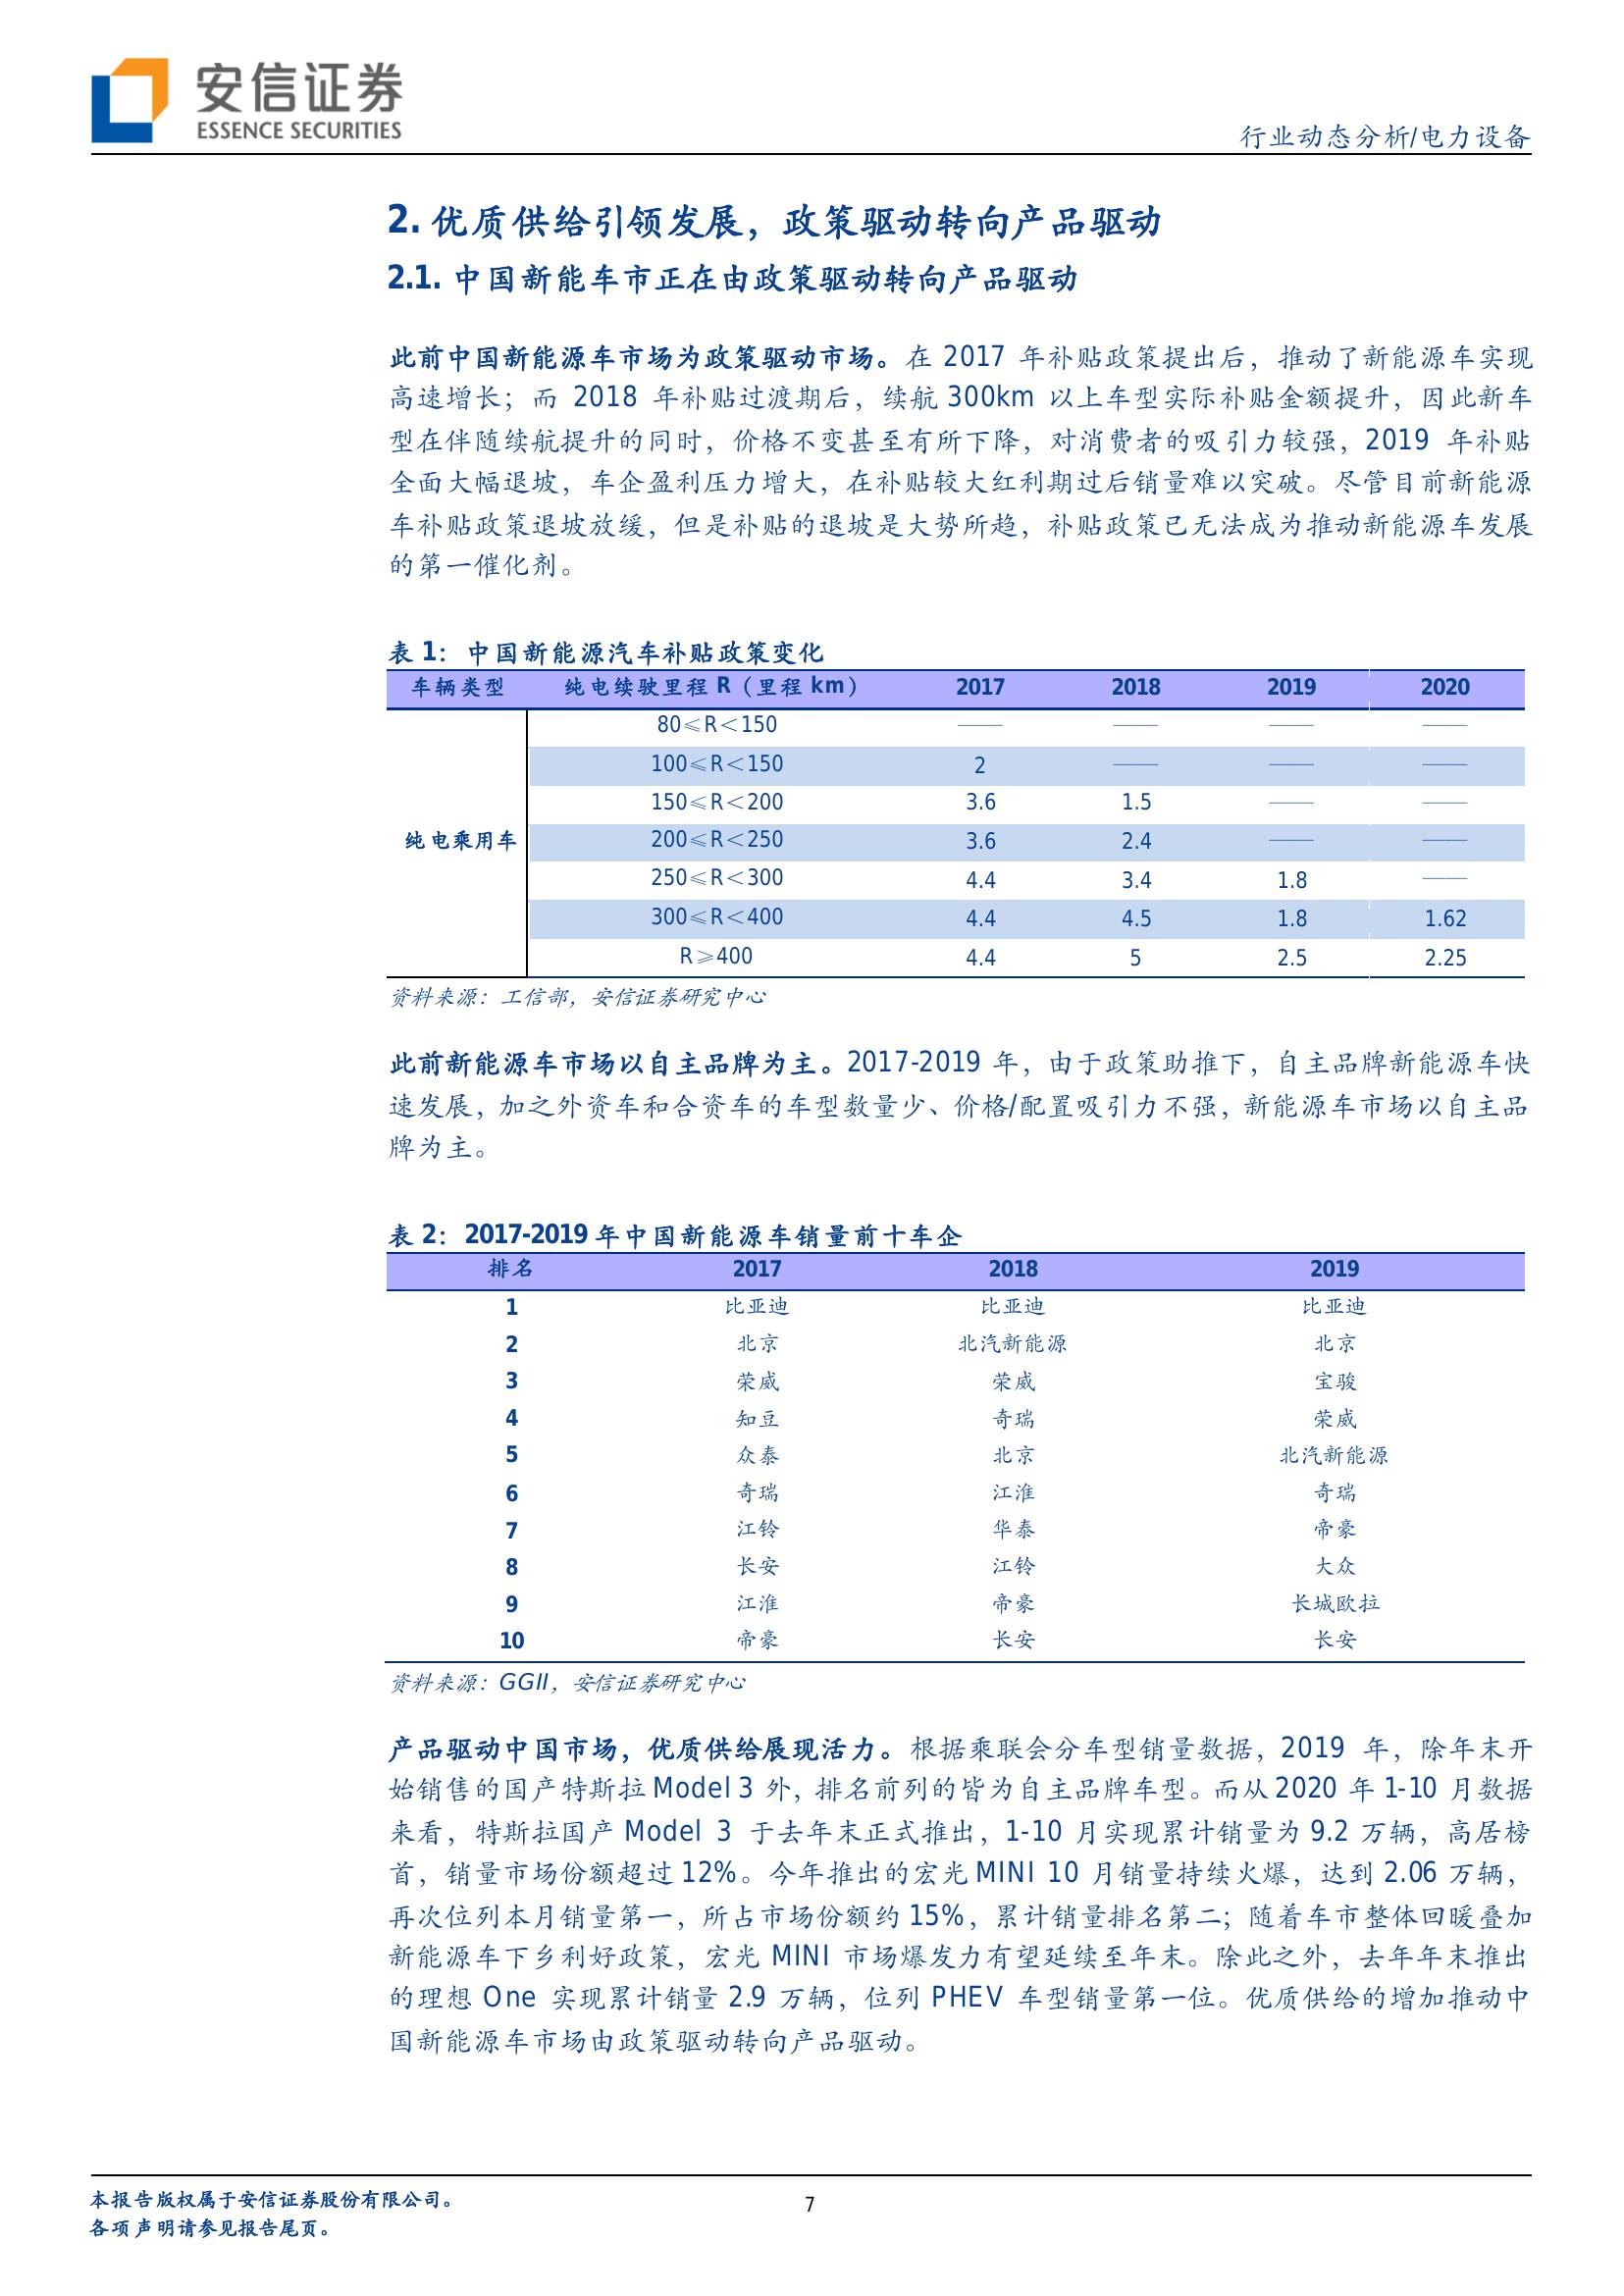 安信证券
ESSENCE SECURITIES
行业动态分析/电力设备
2. 优质供给引领发展，政策驱动转向产品驱动
2.1. 中国新能车市正在由政策驱动转向产品驱动
此前中国新能源车市场为政策驱动市场。在 2017 年补贴政策提出后，推动了新能源车实现
高速增长；而 2018 年补贴过渡期后，续航 300km 以上车型实际补贴金额提升，因此新车
型在伴随续航提升的同时，价格不变甚至有所下降，对消费者的吸引力较强，2019 年补贴
全面大幅退坡，车企盈利压力增大，在补贴较大红利期过后销量难以突破。尽管目前新能源
车补贴政策退坡放缓，但是补贴的退坡是大势所趋，补贴政策已无法成为推动新能源车发展
的第一催化剂。
表 1：中国新能源汽车补贴政策变化
车辆类型 纯电续驶里程 R（里程 km） 2017 2018 2019 2020
80≤R＜150 —— —— —— ——
100≤R＜150 2 —— —— ——
150≤R＜200 3.6 1.5 —— ——
纯电乘用车 200≤R＜250 3.6 2.4 —— ——
250≤R＜300 4.4 3.4 1.8 ——
300≤R＜400 4.4 4.5 1.8 1.62
R≥400 4.4 5 2.5 2.25
资料来源：工信部，安信证券研究中心
此前新能源车市场以自主品牌为主。2017-2019 年，由于政策助推下，自主品牌新能源车快
速发展，加之外资车和合资车的车型数量少、价格/配置吸引力不强，新能源车市场以自主品
牌为主。
表 2：2017-2019 年中国新能源车销量前十车企
排名 2017 2018 2019
1 比亚迪 比亚迪 比亚迪
2 北京 北汽新能源 北京
3 荣威 荣威 宝骏
4 知豆 奇瑞 荣威
5 众泰 北京 北汽新能源
6 奇瑞 江淮 奇瑞
7 江铃 华泰 帝豪
8 长安 江铃 大众
9 江淮 帝豪 长城欧拉
10 帝豪 长安 长安
资料来源：GGII，安信证券研究中心
产品驱动中国市场，优质供给展现活力。根据乘联会分车型销量数据，2019 年，除年末开
始销售的国产特斯拉 Model 3 外，排名前列的皆为自主品牌车型。而从 2020 年 1-10 月数据
来看，特斯拉国产 Model 3 于去年末正式推出，1-10 月实现累计销量为 9.2 万辆，高居榜
首，销量市场份额超过 12%。今年推出的宏光 MINI 10 月销量持续火爆，达到 2.06 万辆，
再次位列本月销量第一，所占市场份额约 15%，累计销量排名第二；随着车市整体回暖叠加
新能源车下乡利好政策，宏光 MINI 市场爆发力有望延续至年末。除此之外，去年年末推出
的理想 One 实现累计销量 2.9 万辆，位列 PHEV 车型销量第一位。优质供给的增加推动中
国新能源车市场由政策驱动转向产品驱动。
本报告版权属于安信证券股份有限公司。
7
各项声明请参见报告尾页。